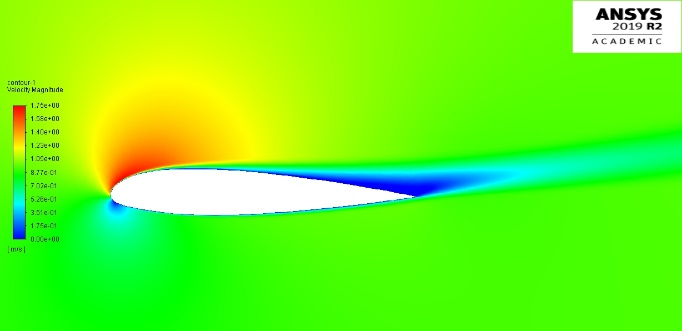 ANSYS
2019 R2
ACADEMIC
contour-1
Velocity Magnitude
1.75e+00
1.58e+00
1.40e+00
1.23e+00
1.05e+00
8.77e-01
7.02e-01
5.26e-01
3.51e-01
1.75e-01
0.00e+00
[ m/s ]